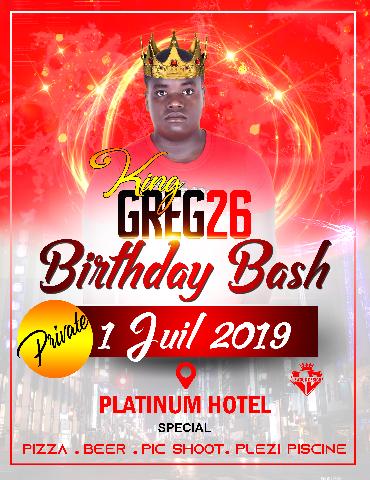 King
GREG26
Birthday Bash
Private
1 Juil 2019
PLATINUM HOTEL
SPECIAL
PIZZA . BEER . PIC SHOOT. PLEZI PISCINE